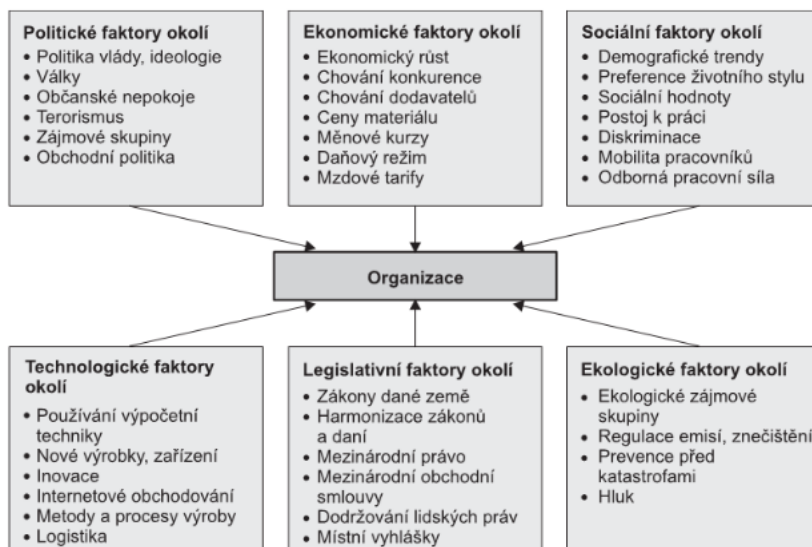 Politické faktory okolí
• Politika vlády, ideologie
• Války
• Občanské nepokoje
• Terorismus
• Zájmové skupiny
• Obchodní politika
Ekonomické faktory okolí
• Ekonomický růst
• Chování konkurence
• Chování dodavatelů
• Ceny materiálu
• Měnové kurzy
• Daňový režim
• Mzdové tarify
Sociální faktory okolí
• Demografické trendy
• Preference životního stylu
• Sociální hodnoty
• Postoj k práci
• Diskriminace
• Mobilita pracovníků
• Odborná pracovní síla
Organizace
Technologické faktory
okolí
• Používání výpočetní
techniky
• Nové výrobky, zařízení
• Inovace
• Internetové obchodování
• Metody a procesy výroby
• Logistika
Legislativní faktory okolí
• Zákony dané země
• Harmonizace zákonů
a daní
• Mezinárodní právo
• Mezinárodní obchodní
smlouvy
• Dodržování lidských práv
• Místní vyhlášky
Ekologické faktory okolí
• Ekologické zájmové
skupiny
• Regulace emisí, znečištění
• Prevence před
katastrofami
• Hluk